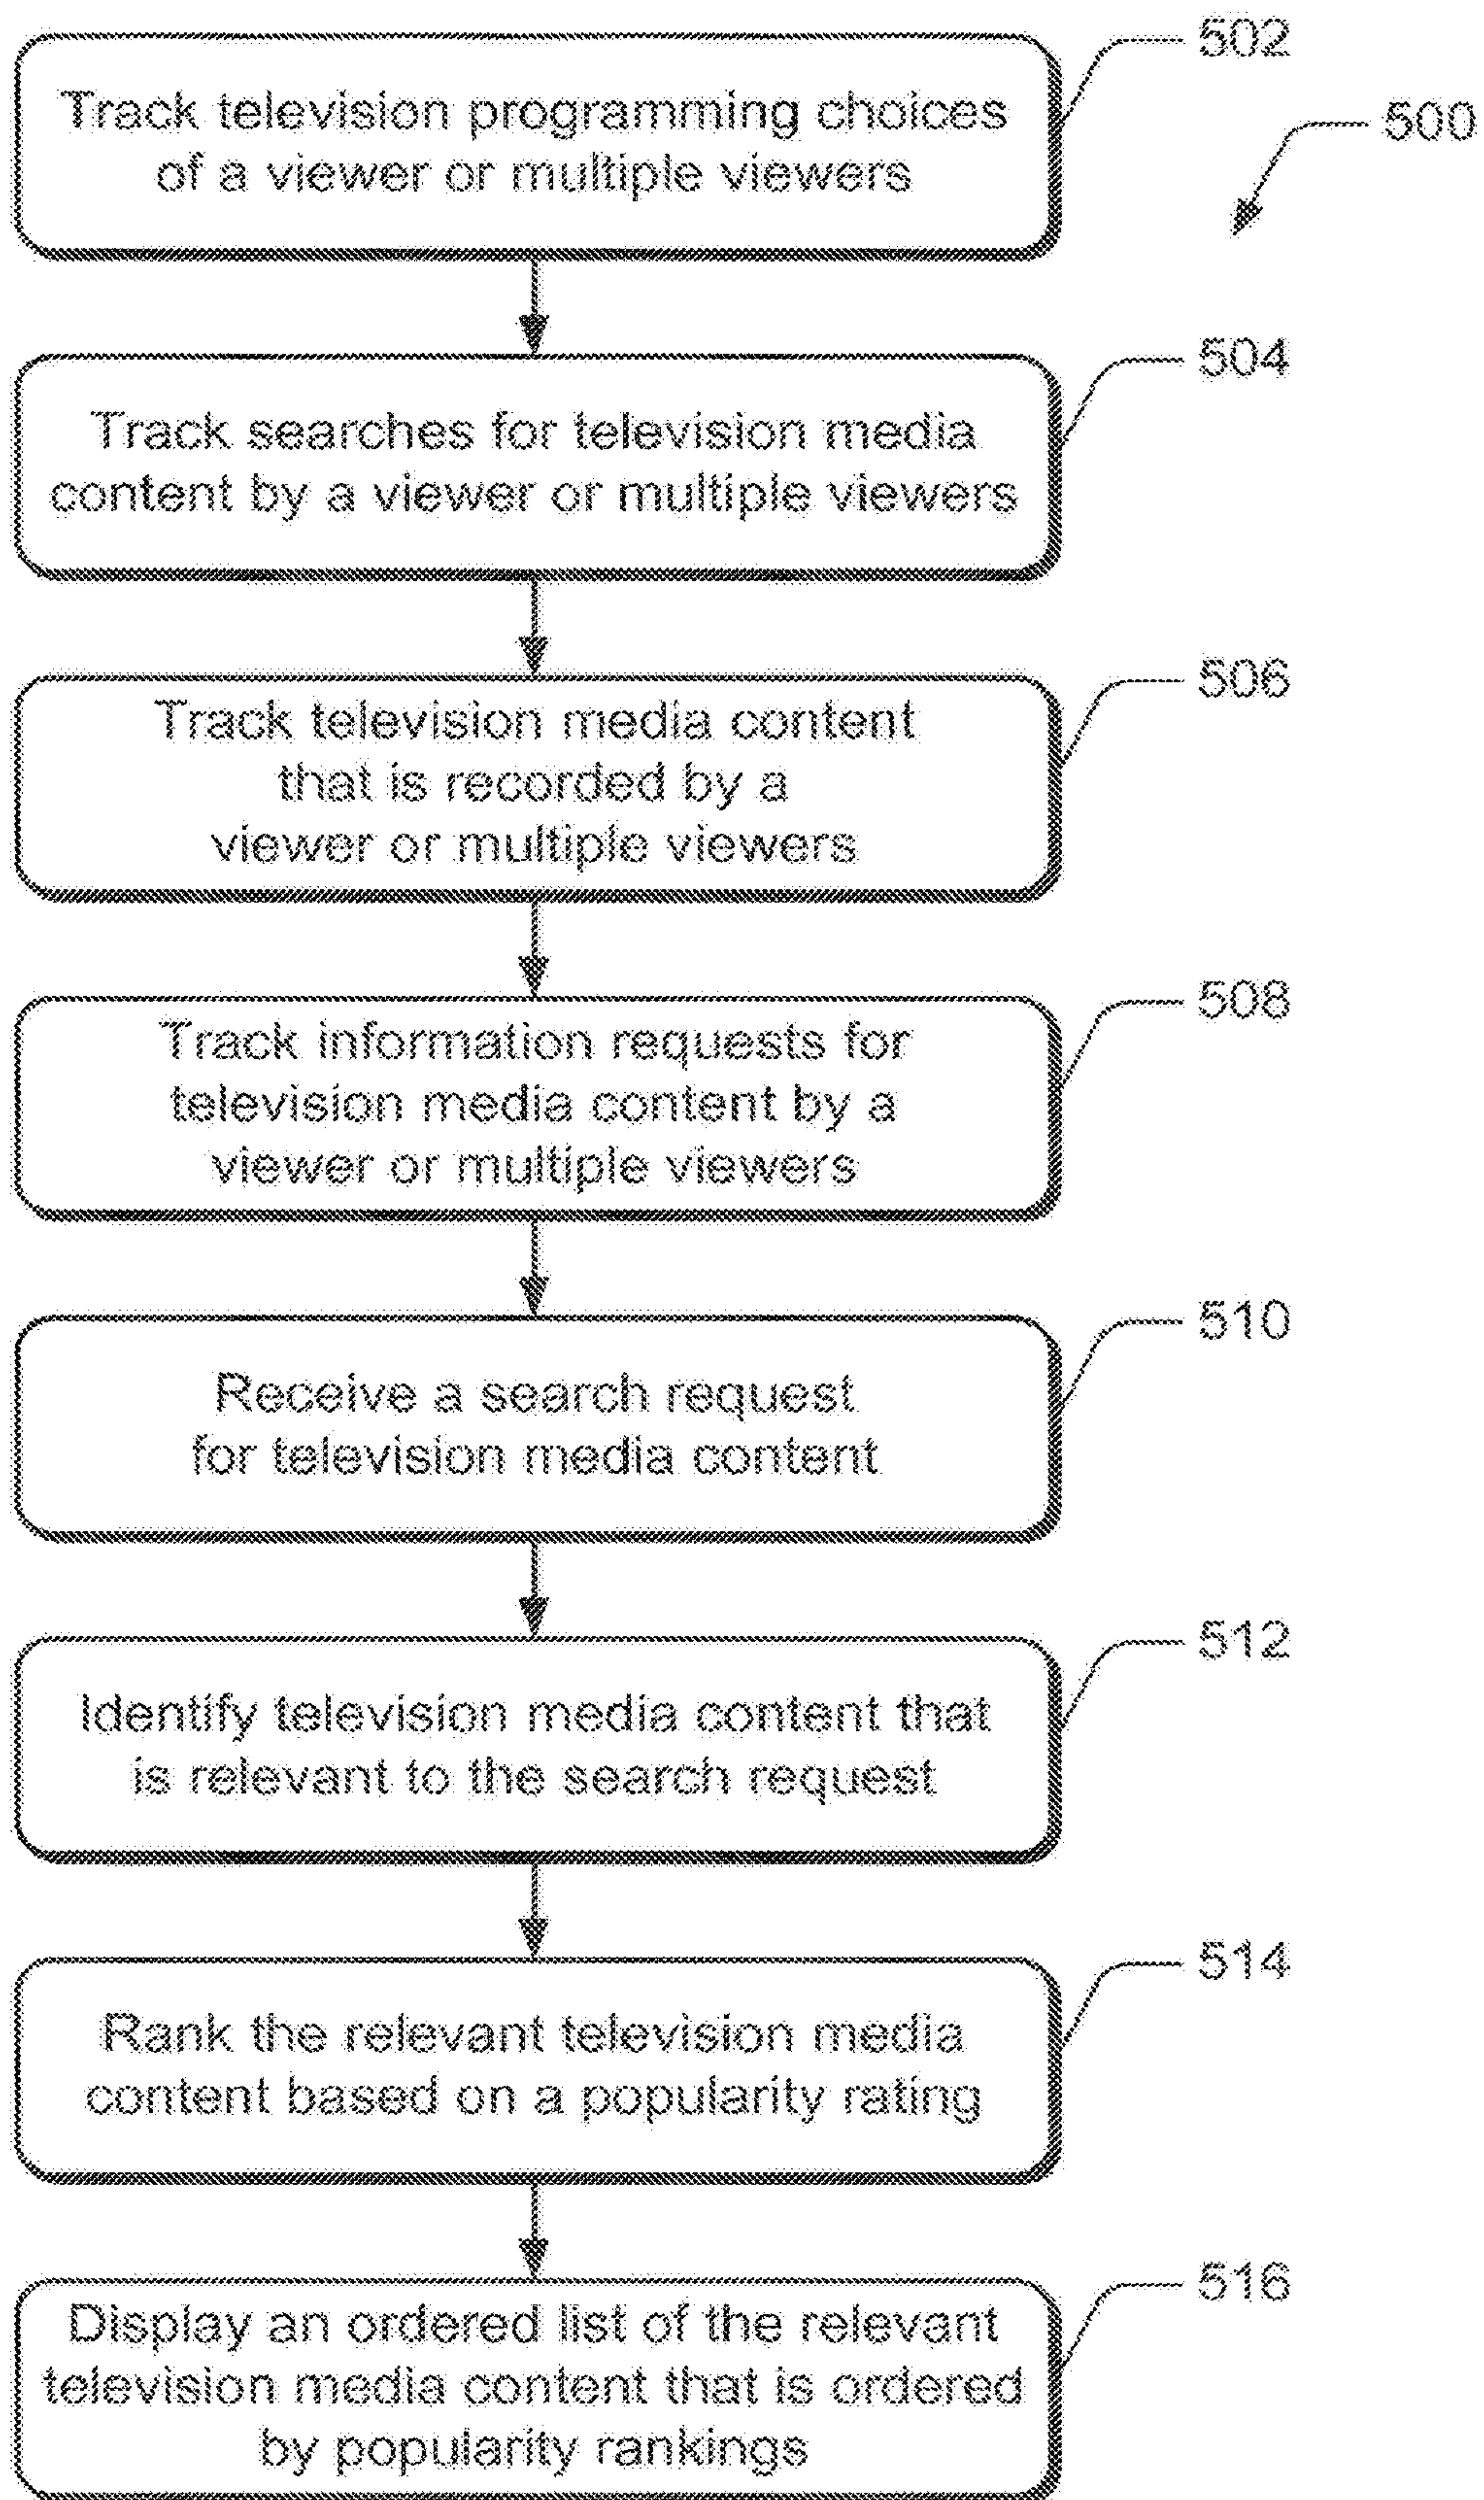 502
500
Track television programming choices
of a viewer or multiple viewers
504
Track searches for television media
content by a viewer or multiple viewers
506
Track television media content
that is recorded by a
viewer or multiple viewers
508
Track information requests for
television media content by a
viewer or multiple viewers
510
Receive a search request
for television media content
512
Identify television media content that
is relevant to the search request
514
Rank the relevant television media
content based on a popularity rating
516
Display an ordered list of the relevant
television media content that is ordered
by popularity rankings